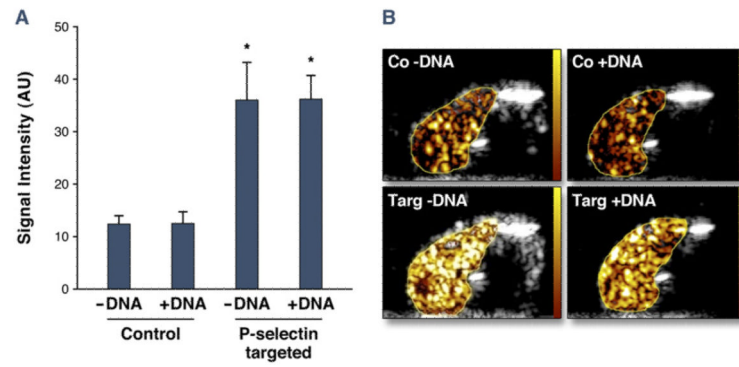 A
Signal Intensity (AU)
50
40
30
20
10
0
–DNA +DNA –DNA +DNA
Control P-selectin
targeted
* *
B
Co -DNA Co +DNA
Targ -DNA Targ +DNA